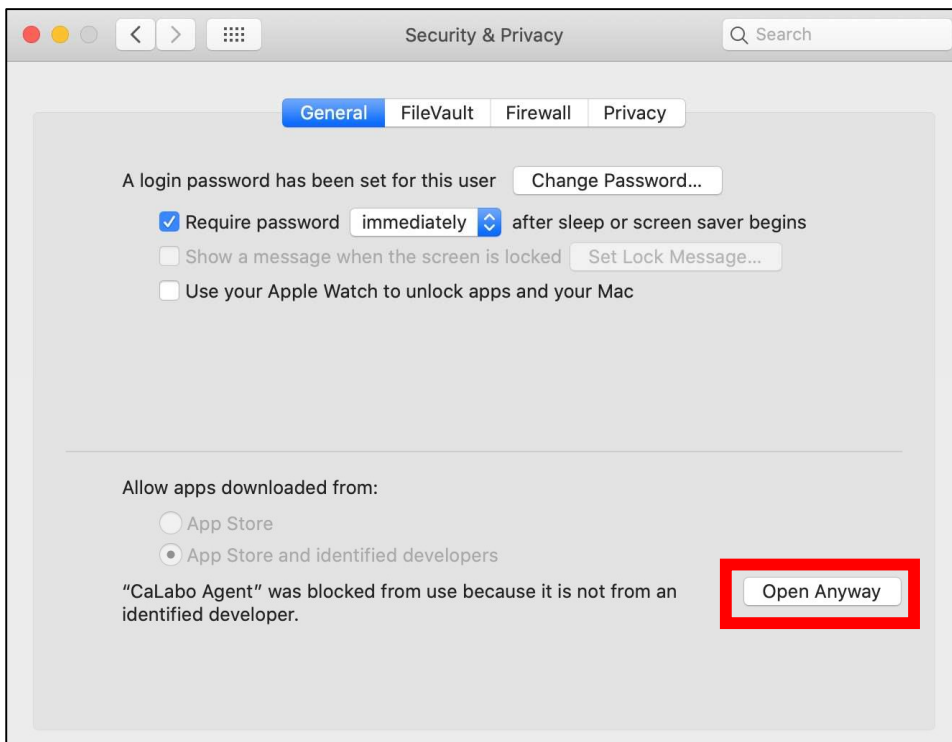 Security & Privacy
Search
General FileVault Firewall Privacy
A login password has been set for this user Change Password...
Require password immediately after sleep or screen saver begins
Show a message when the screen is locked Set Lock Message...
Use your Apple Watch to unlock apps and your Mac
Allow apps downloaded from:
App Store
App Store and identified developers
“CaLabo Agent” was blocked from use because it is not from an
identified developer.
Open Anyway